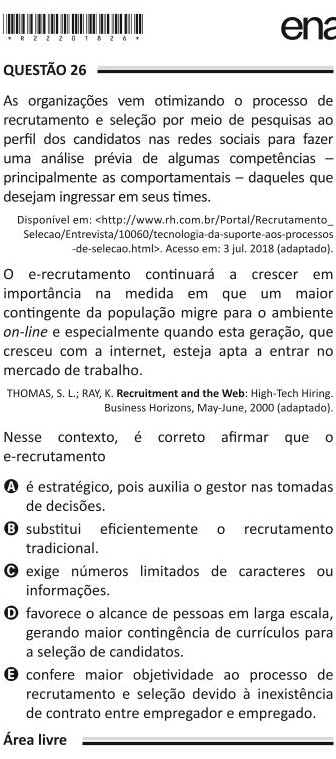 * R 2 2 2 0 1 8 2 6 *
ena
QUESTÃO 26
As organizações vem otimizando o processo de
recrutamento e seleção por meio de pesquisas ao
perfil dos candidatos nas redes sociais para fazer
uma análise prévia de algumas competências –
principalmente as comportamentais – daqueles que
desejam ingressar em seus times.
Disponível em: <http://www.rh.com.br/Portal/Recrutamento_
Selecao/Entrevista/10060/tecnologia-da-suporte-aos-processos
-de-selecao.html>. Acesso em: 3 jul. 2018 (adaptado).
O e-recrutamento continuará a crescer em
importância na medida em que um maior
contingente da população migre para o ambiente
on-line e especialmente quando esta geração, que
cresceu com a internet, esteja apta a entrar no
mercado de trabalho.
THOMAS, S. L.; RAY, K. Recruitment and the Web: High-Tech Hiring.
Business Horizons, May-June, 2000 (adaptado).
Nesse contexto, é correto afirmar que o
e-recrutamento
A é estratégico, pois auxilia o gestor nas tomadas
de decisões.
B substitui eficientemente o recrutamento
tradicional.
C exige números limitados de caracteres ou
informações.
D favorece o alcance de pessoas em larga escala,
gerando maior contingência de currículos para
a seleção de candidatos.
E confere maior objetividade ao processo de
recrutamento e seleção devido à inexistência
de contrato entre empregador e empregado.
Área livre